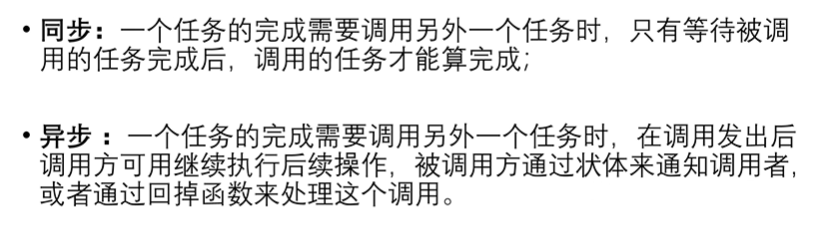 • 同步：一个任务的完成需要调用另外一个任务时，只有等待被调
用的任务完成后，调用的任务才能算完成;
• 异步 ：一个任务的完成需要调用另外一个任务时，在调用发出后
调用方可用继续执行后续操作，被调用方通过状体来通知调用者，
或者通过回掉函数来处理这个调用。